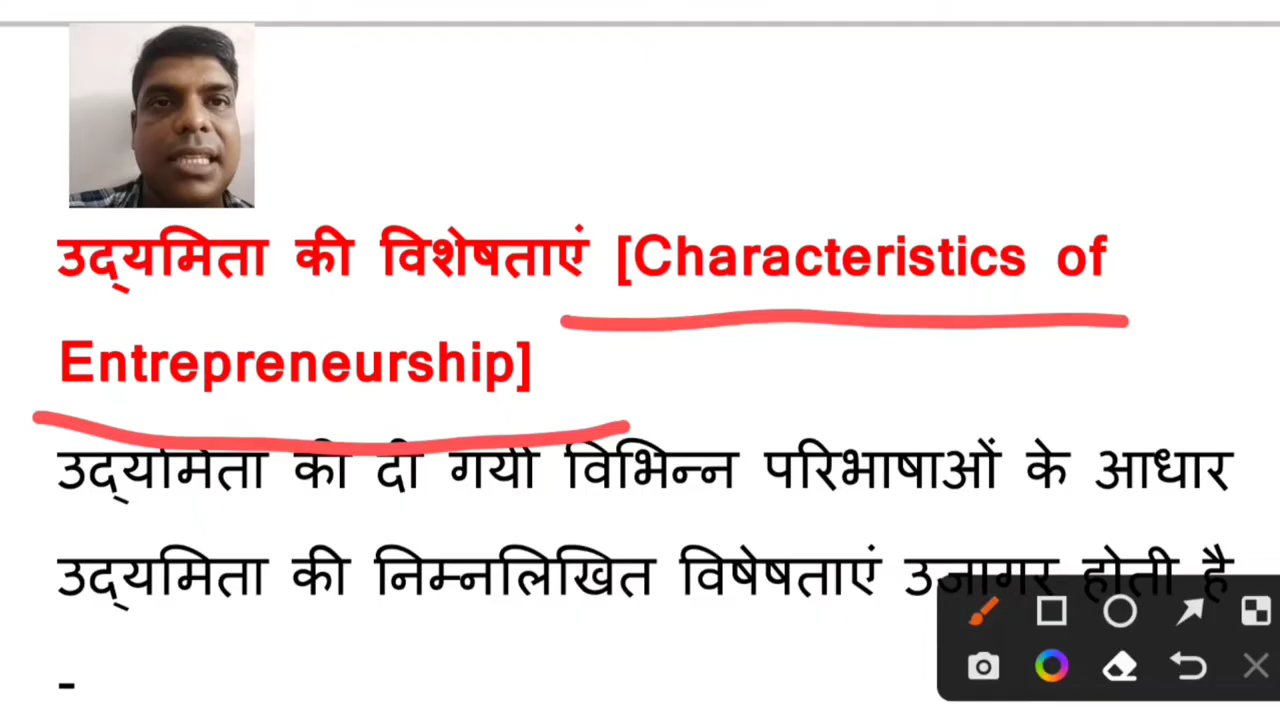 उद्यमिता की विशेषताएं [Characteristics of
Entrepreneurship]
उद्यमिता की दी गयी विभिन्न परिभाषाओं के आधार
उद्यमिता की निम्नलिखित विषेषताएं उजागर होती है
-